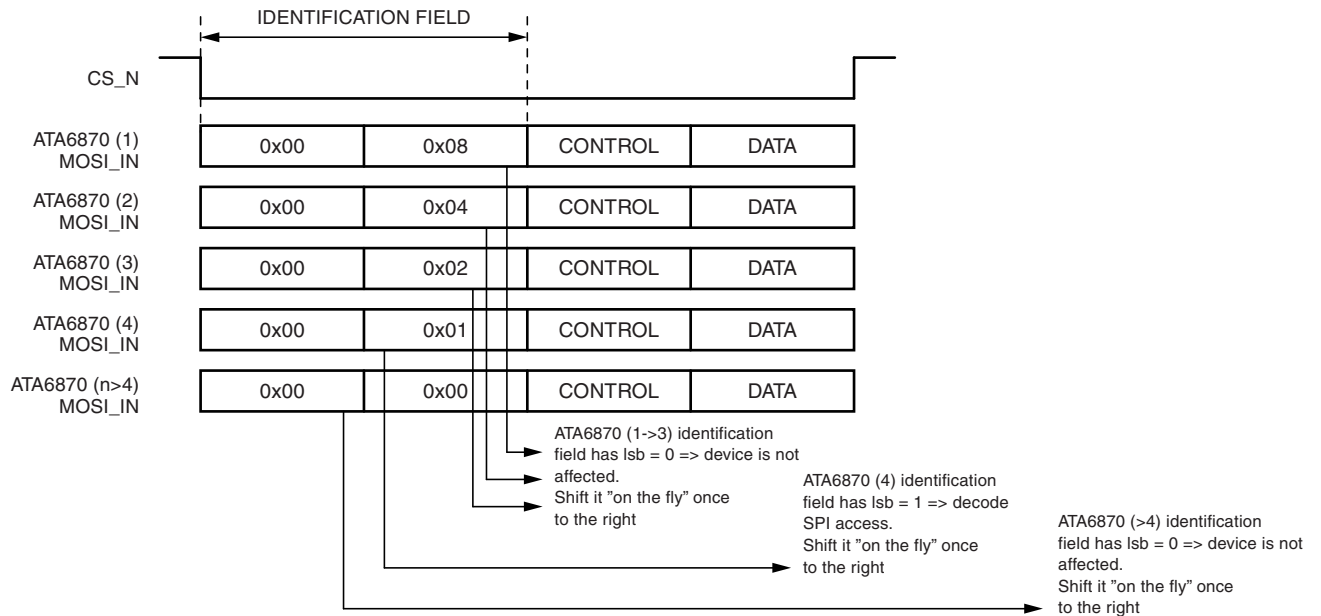 IDENTIFICATION FIELD
CS_N
ATA6870 (1)
MOSI_IN
0x00 0x08 CONTROL DATA
ATA6870 (2)
MOSI_IN
0x00 0x04 CONTROL DATA
ATA6870 (3)
MOSI_IN
0x00 0x02 CONTROL DATA
ATA6870 (4)
MOSI_IN
0x00 0x01 CONTROL DATA
ATA6870 (n>4)
MOSI_IN
0x00 0x00 CONTROL DATA
ATA6870 (1->3) identification
field has lsb = 0 => device is not
affected.
Shift it "on the fly" once
to the right
ATA6870 (4) identification
field has lsb = 1 => decode
SPI access.
Shift it "on the fly" once
to the right
ATA6870 (>4) identification
field has lsb = 0 => device is not
affected.
Shift it "on the fly" once
to the right